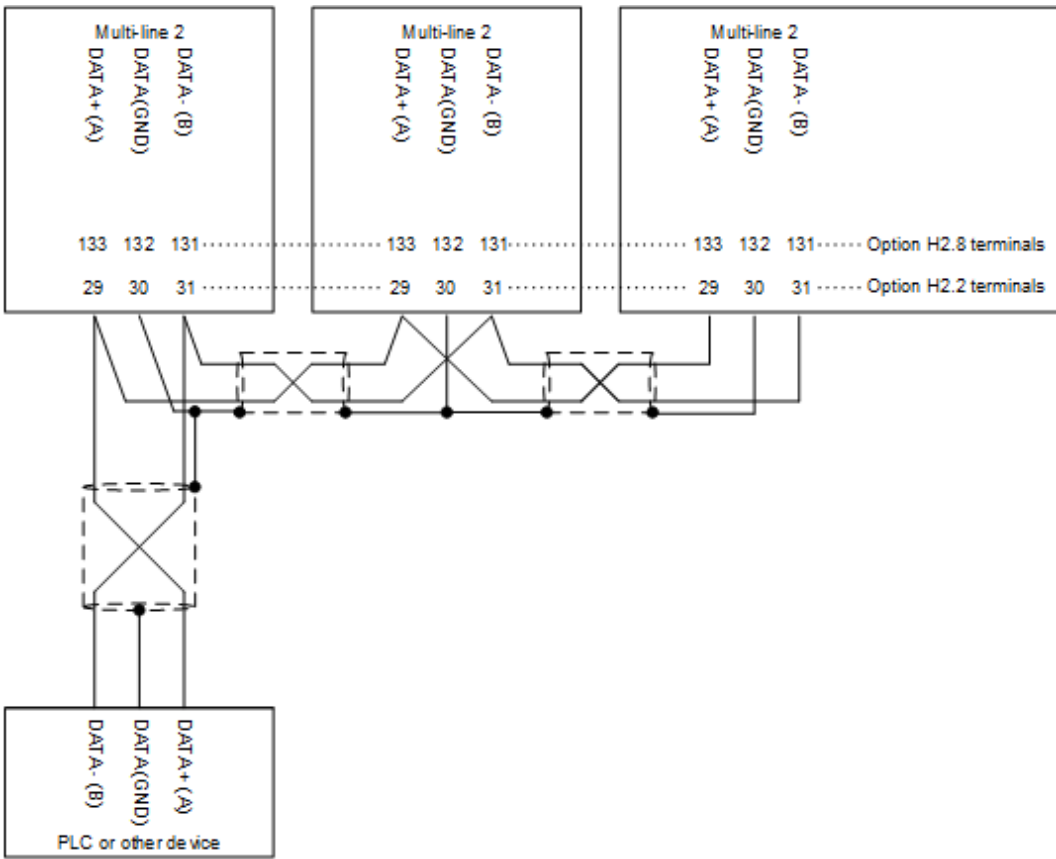 Multi-line 2
DATA+ (A)
DATA(GND)
DATA- (B)
Multi-line 2
DATA+ (A)
DATA(GND)
DATA- (B)
Multi-line 2
DATA+ (A)
DATA(GND)
DATA- (B)
133 132 131 133 132 131 133 132 131 Option H2.8 terminals
29 30 31 29 30 31 29 30 31 Option H2.2 terminals
DATA- (B)
DATA(GND)
DATA+ (A)
PLC or other device